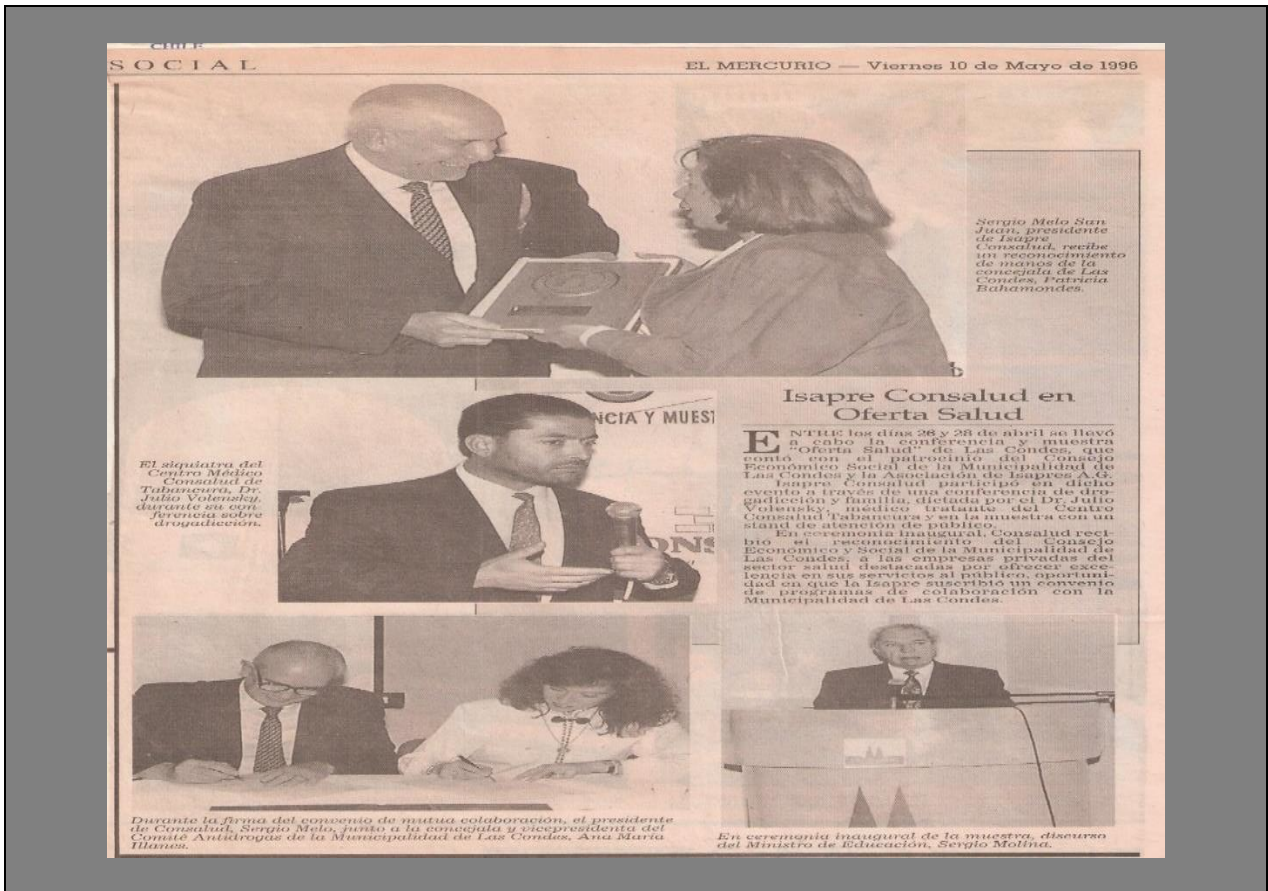 CHILE
SOCIAL
EL MERCURIO — Viernes 10 de Mayo de 1996
Sergio Melo San
Juan, presidente
de Isapre
Consalud, recibe
un reconocimiento
de manos de la
concejala de Las
Condes, Patricia
Bahamondes.
NCIA Y MUEST
El siquiatra del
Centro Médico
Consalud de
Tabancura, Dr.
Julio Volensky,
durante su con-
ferencia sobre
drogadicción.
ONS
Isapre Consalud en
Oferta Salud
ENTRE los días 26 y 28 de abril se llevó
a cabo la conferencia y muestra
"Oferta Salud" de Las Condes, que
contó con el patrocinio del Consejo
Económico Social de la Municipalidad de
Las Condes y la Asociación de Isapres A.G.
Isapre Consalud participó en dicho
evento a través de una conferencia de dro-
gadicción y familia, dictada por el Dr. Julio
Volensky, médico tratante del Centro
Consalud Tabancura y en la muestra con un
stand de atención de público.
En ceremonia inaugural, Consalud reci-
bió el reconocimiento del Consejo
Económico y Social de la Municipalidad de
Las Condes, a las empresas privadas del
sector salud destacadas por ofrecer exce-
lencia en sus servicios al público, oportuni-
dad en que la Isapre suscribió un convenio
de programas de colaboración con la
Municipalidad de Las Condes.
Durante la firma del convenio de mutua colaboración, el presidente
de Consalud, Sergio Melo, junto a la concejala y vicepresidenta del
Comité Antidrogas de la Municipalidad de Las Condes, Ana María
Illanes.
En ceremonia inaugural de la muestra, discurso
del Ministro de Educación, Sergio Molina.